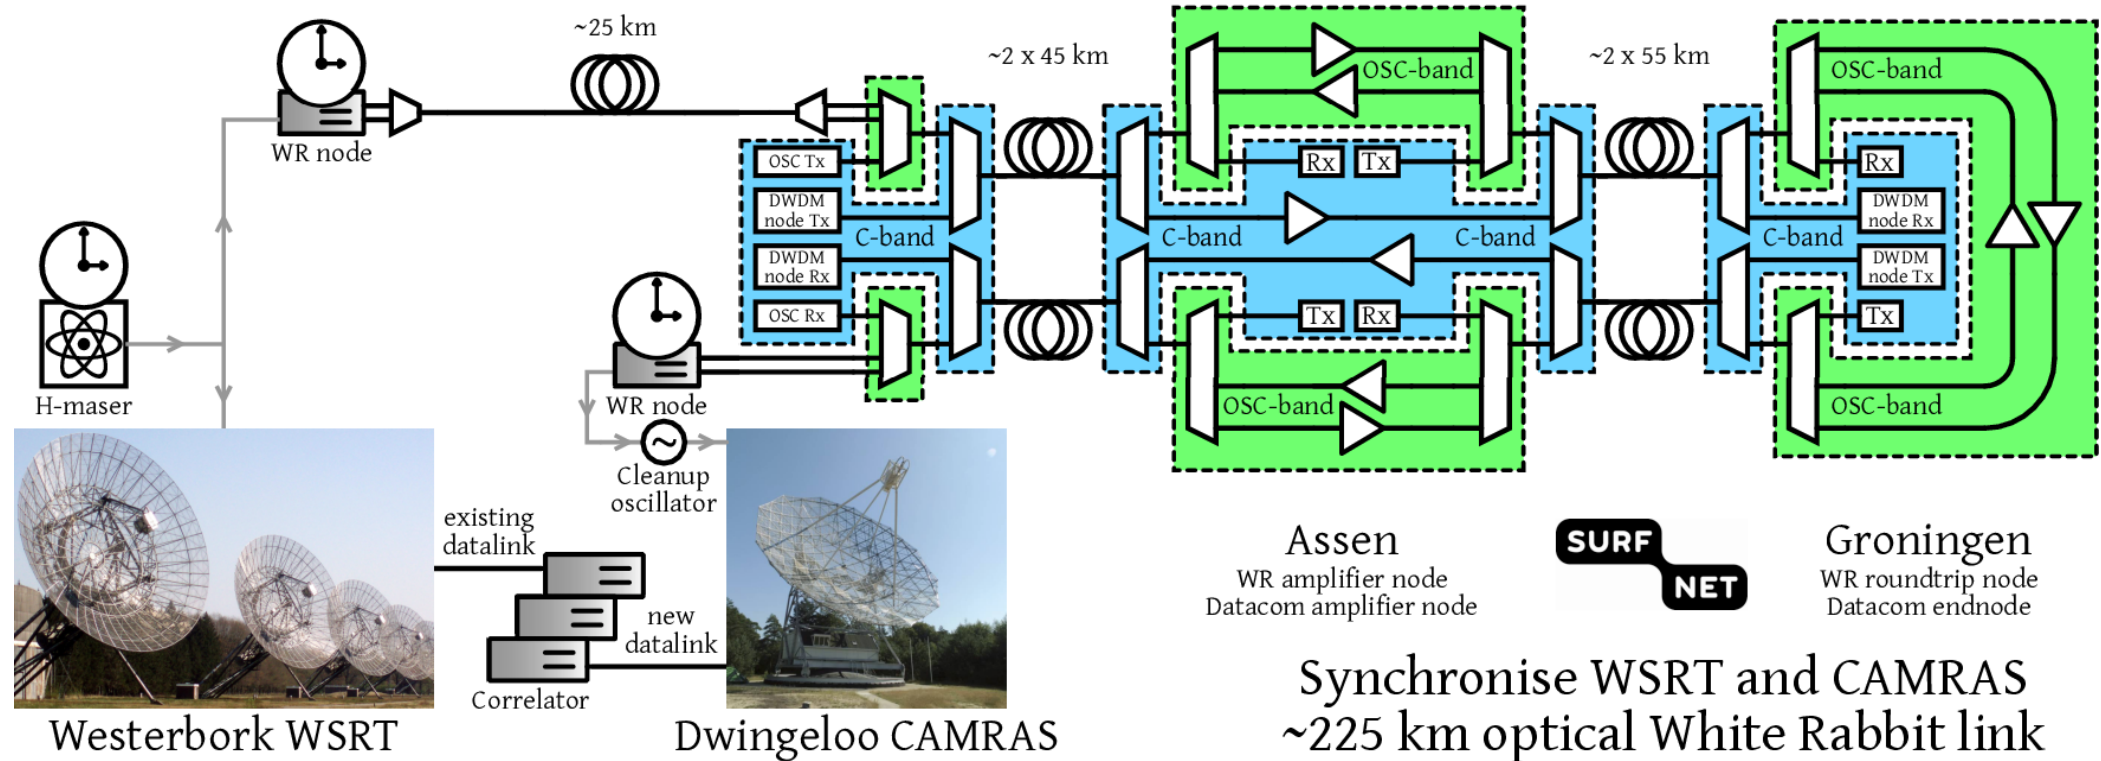 ~25 km
~2 x 45 km
~2 x 55 km
OSC-band
OSC-band
WR node
OSC Tx
Rx
Tx
Rx
DWDM
node Tx
DWDM
node Rx
C-band
C-band
C-band
C-band
DWDM
node Rx
DWDM
node Tx
OSC Rx
Tx
Rx
Tx
H-maser
WR node
OSC-band
OSC-band
Cleanup
oscillator
existing
datalink
new
datalink
Correlator
Westerbork WSRT
Dwingeloo CAMRAS
Assen
WR amplifier node
Datacom amplifier node
SURF
NET
Groningen
WR roundtrip node
Datacom endnode
Synchronise WSRT and CAMRAS
~225 km optical White Rabbit link